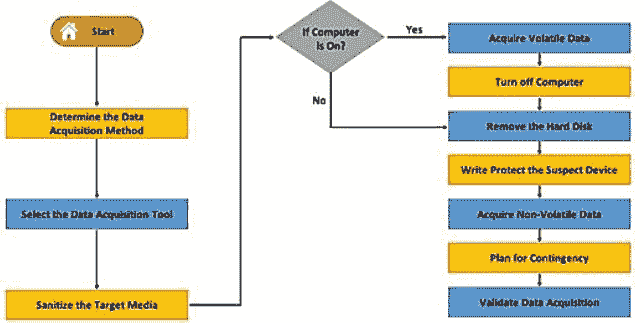 Start
Determine the Data
Acquisition Method
Select the Data Acquisition Tool
Sanitize the Target Media
If Computer
Is On?
Yes
No
Acquire Volatile Data
Turn off Computer
Remove the Hard Disk
Write Protect the Suspect Device
Acquire Non-Volatile Data
Plan for Contingency
Validate Data Acquisition